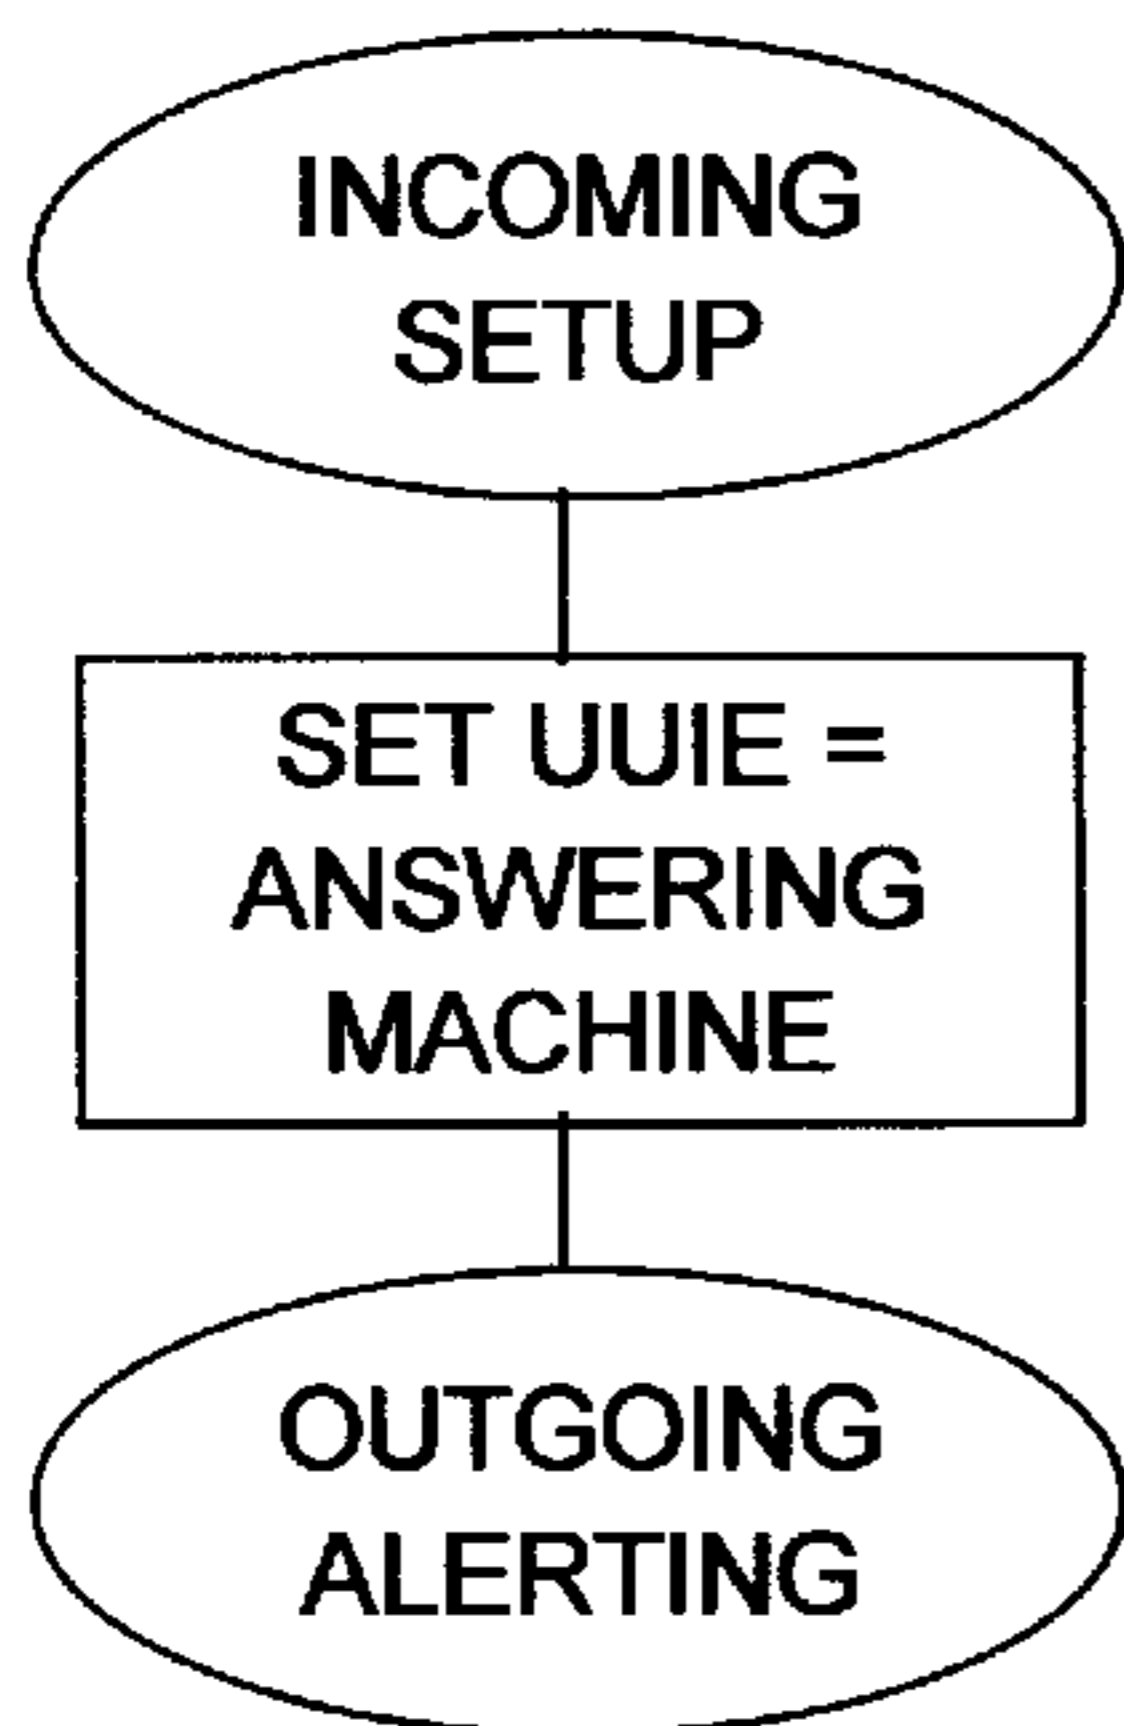 INCOMING
SETUP
SET UUIE =
ANSWERING
MACHINE
OUTGOING
ALERTING